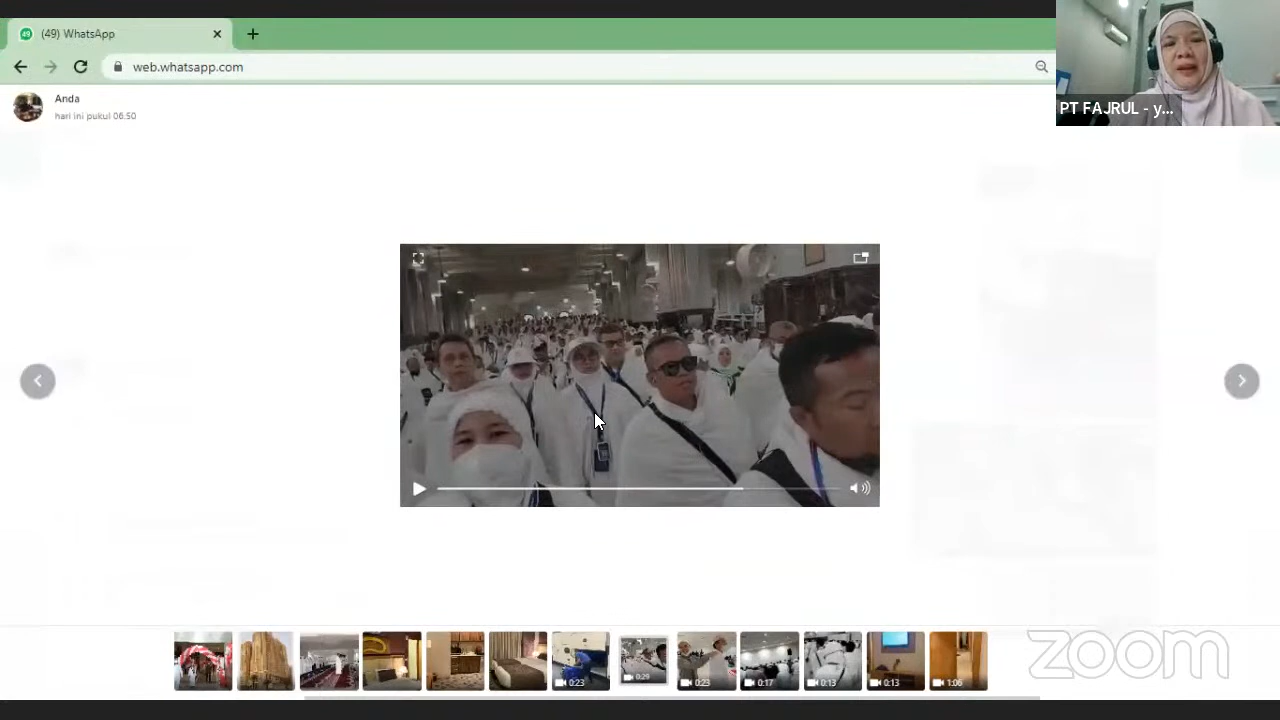 (49) WhatsApp
web.whatsapp.com
PT FAJRUL - y...
Anda
hari ini pukul 06.50
0:23
0:29
0:23
0:17
0:13
0:13
1:06
zoom